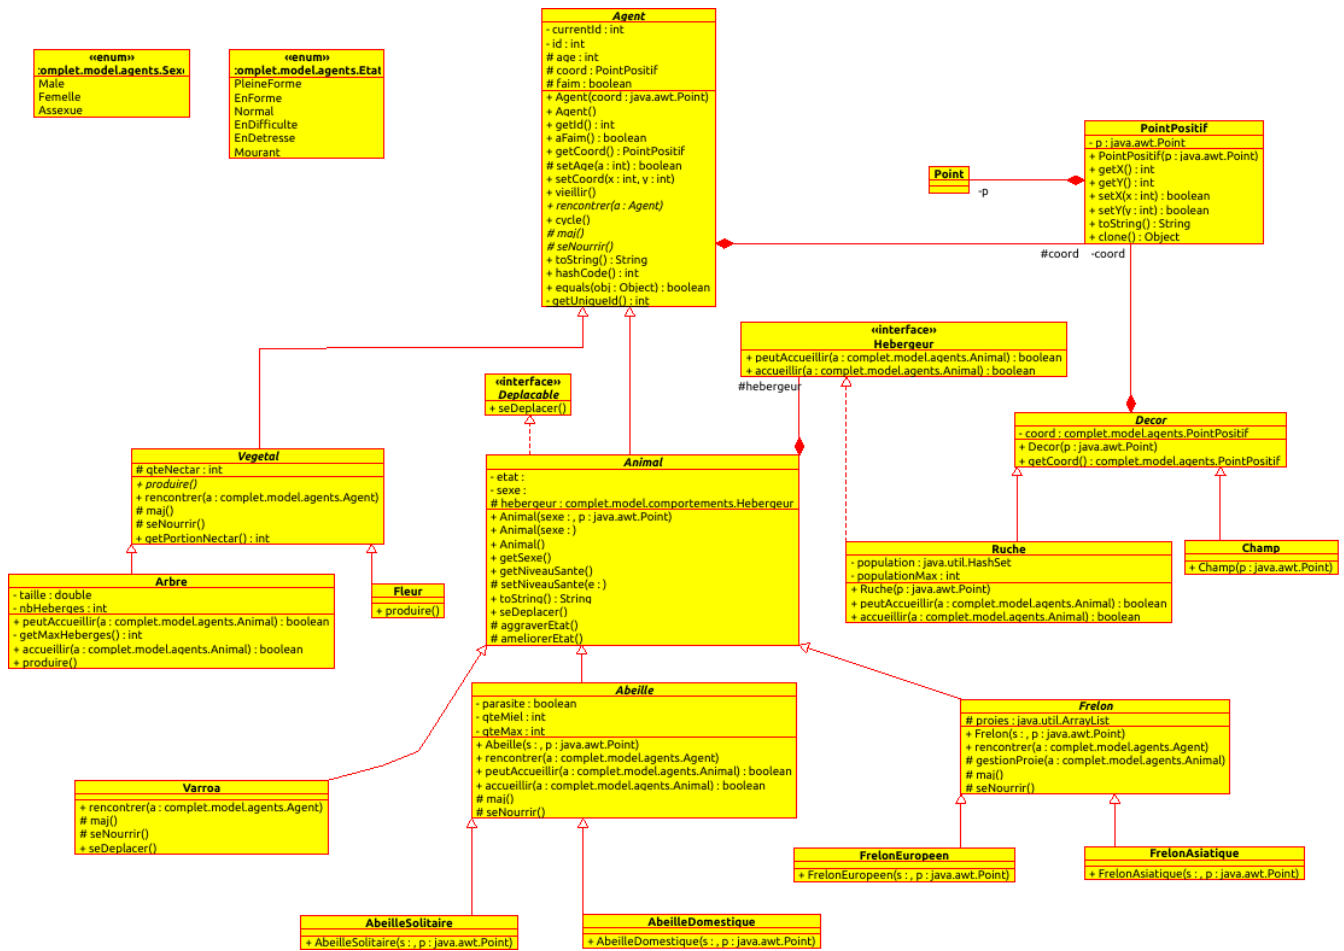 «enum»
:omplet.model.agents.Sex
Male
Femelle
Assexue
«enum»
:omplet.model.agents.Etat
PleineForme
EnForme
Normal
EnDifficulte
EnDetresse
Mourant
Agent
- currentId : int
- id : int
# age : int
# coord : PointPositif
# faim : boolean
+ Agent(coord : java.awt.Point)
+ Agent()
+ getId() : int
+ aFaim() : boolean
+ getCoord() : PointPositif
# setAge(a : int) : boolean
+ setCoord(x : int, y : int)
+ vieillir()
+ rencontrer(a : Agent)
+ cycle()
# maj()
# seNourrir()
+ toString() : String
+ hashCode() : int
+ equals(obj : Object) : boolean
- getUniqueId() : int
Point
-p
PointPositif
- p : java.awt.Point
+ PointPositif(p : java.awt.Point)
+ getX() : int
+ getY() : int
+ setX(x : int) : boolean
+ setY(y : int) : boolean
+ toString() : String
+ clone() : Object
#coord
-coord
«interface»
Hebergeur
+ peutAccueillir(a : complet.model.agents.Animal) : boolean
+ accueillir(a : complet.model.agents.Animal) : boolean
#hebergeur
«interface»
Deplacable
+ seDeplacer()
Decor
- coord : complet.model.agents.PointPositif
+ Decor(p : java.awt.Point)
+ getCoord() : complet.model.agents.PointPositif
Vegetal
# qteNectar : int
+ produire()
+ rencontrer(a : complet.model.agents.Agent)
# maj()
# seNourrir()
+ getPortionNectar() : int
Animal
- etat :
- sexe :
# hebergeur : complet.model.comportements.Hebergeur
+ Animal(sexe : , p : java.awt.Point)
+ Animal(sexe : )
+ Animal()
+ getSexe()
+ getNiveauSante()
# setNiveauSante(e : )
+ toString() : String
+ seDeplacer()
# aggraverEtat()
# ameliorerEtat()
Ruche
- population : java.util.HashSet
- populationMax : int
+ Ruche(p : java.awt.Point)
+ peutAccueillir(a : complet.model.agents.Animal) : boolean
+ accueillir(a : complet.model.agents.Animal) : boolean
Champ
+ Champ(p : java.awt.Point)
Arbre
- taille : double
- nbHeberges : int
+ peutAccueillir(a : complet.model.agents.Animal) : boolean
- getMaxHeberges() : int
+ accueillir(a : complet.model.agents.Animal) : boolean
+ produire()
Fleur
+ produire()
Abeille
- parasite : boolean
- qteMiel : int
- qteMax : int
+ Abeille(s : , p : java.awt.Point)
+ rencontrer(a : complet.model.agents.Agent)
+ peutAccueillir(a : complet.model.agents.Animal) : boolean
+ accueillir(a : complet.model.agents.Animal) : boolean
# maj()
# seNourrir()
Frelon
# proies : java.util.ArrayList
+ Frelon(s : , p : java.awt.Point)
+ rencontrer(a : complet.model.agents.Agent)
# gestionProie(a : complet.model.agents.Animal)
# maj()
# seNourrir()
Varroa
+ rencontrer(a : complet.model.agents.Agent)
# maj()
# seNourrir()
+ seDeplacer()
FrelonEuropeen
+ FrelonEuropeen(s : , p : java.awt.Point)
FrelonAsiatique
+ FrelonAsiatique(s : , p : java.awt.Point)
AbeilleSolitaire
+ AbeilleSolitaire(s : , p : java.awt.Point)
AbeilleDomestique
+ AbeilleDomestique(s : , p : java.awt.Point)